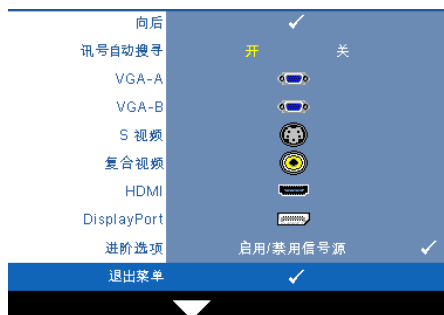 向后
讯号自动搜寻 开 关
VGA-A
VGA-B
S 视频
复合视频
HDMI
DisplayPort
进阶选项 启用/禁用信号源
退出菜单